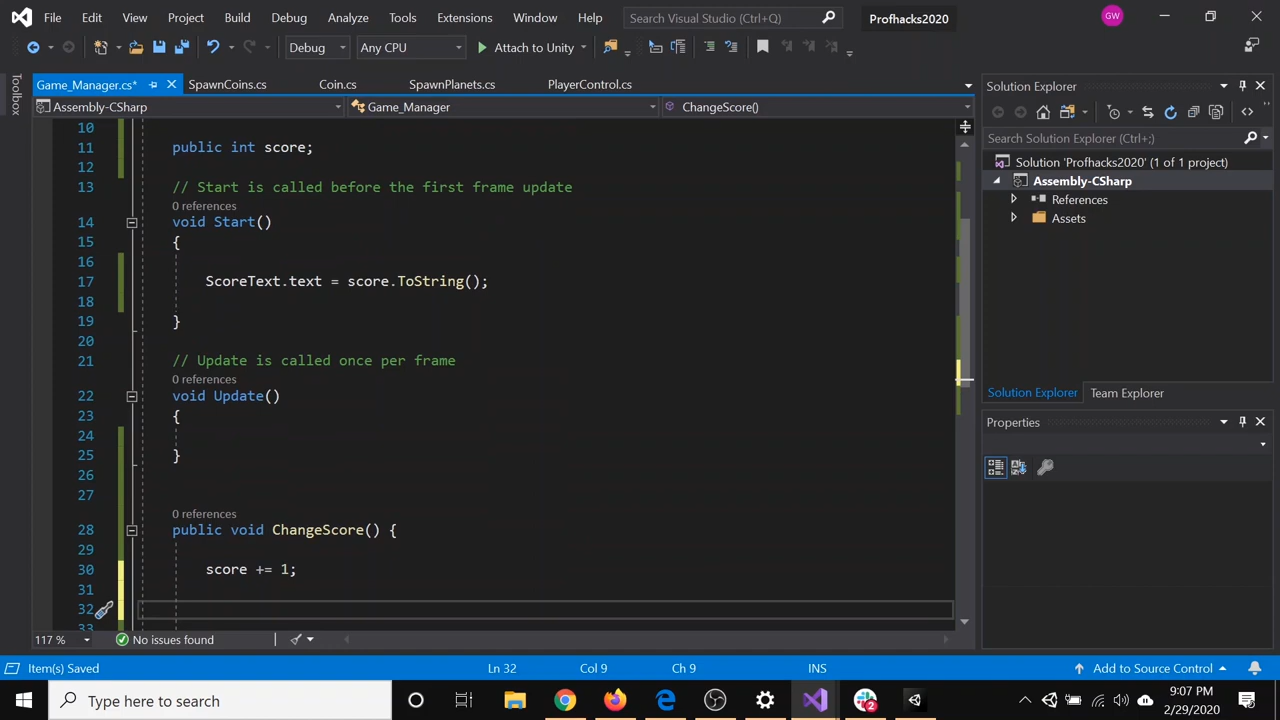 File Edit View Project Build Debug Analyze Tools Extensions Window Help Search Visual Studio (Ctrl+Q) Profhacks2020 GW
Debug Any CPU Attach to Unity
Toolbox
Game_Manager.cs* SpawnCoins.cs Coin.cs SpawnPlanets.cs PlayerControl.cs
Assembly-CSharp Game_Manager ChangeScore()
10
11 public int score;
12
13 // Start is called before the first frame update
0 references
14 void Start()
15 {
16
17 ScoreText.text = score.ToString();
18
19 }
20
21 // Update is called once per frame
0 references
22 void Update()
23 {
24
25 }
26
27
0 references
28 public void ChangeScore() {
29
30 score += 1;
31
32
33
117 % No issues found
Solution Explorer
Search Solution Explorer (Ctrl+;)
Solution 'Profhacks2020' (1 of 1 project)
Assembly-CSharp
References
Assets
Solution Explorer Team Explorer
Properties
Item(s) Saved Ln 32 Col 9 Ch 9 INS Add to Source Control
Type here to search 2 9:07 PM
2/29/2020